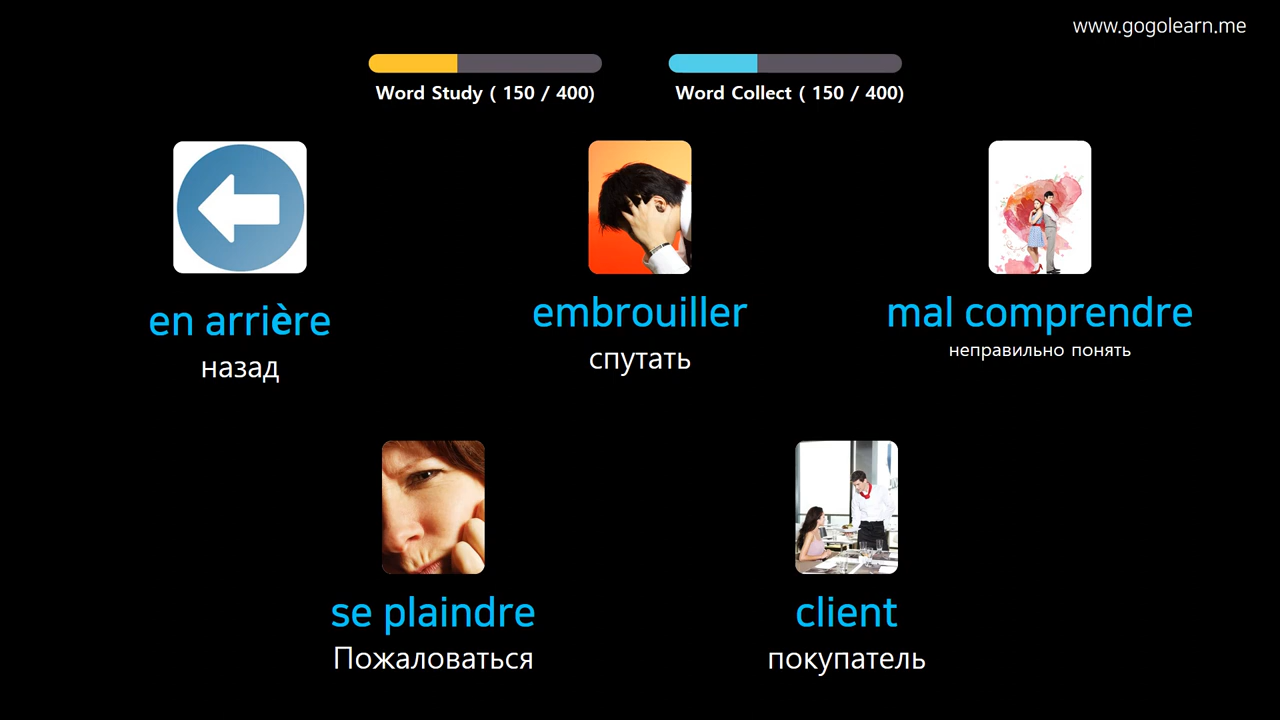 www.gogolearn.me
Word Study ( 150 / 400)
Word Collect ( 150 / 400)
en arrière
назад
embrouiller
спутать
mal comprendre
неправильно понять
se plaindre
Пожаловаться
client
покупатель